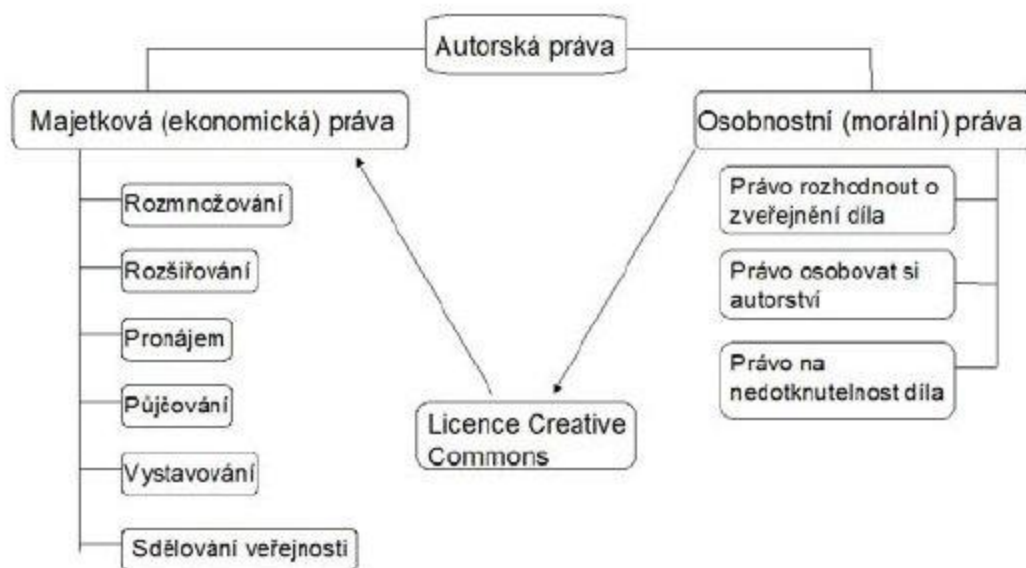 Autorská práva
Majetková (ekonomická) práva
Osobnostní (morální) práva
Rozmnožování
Rozšiřování
Pronájem
Půjčování
Vystavování
Sdělování veřejnosti
Právo rozhodnout o
zveřejnění díla
Právo osobovat si
autorství
Právo na
nedotknutelnost díla
Licence Creative
Commons